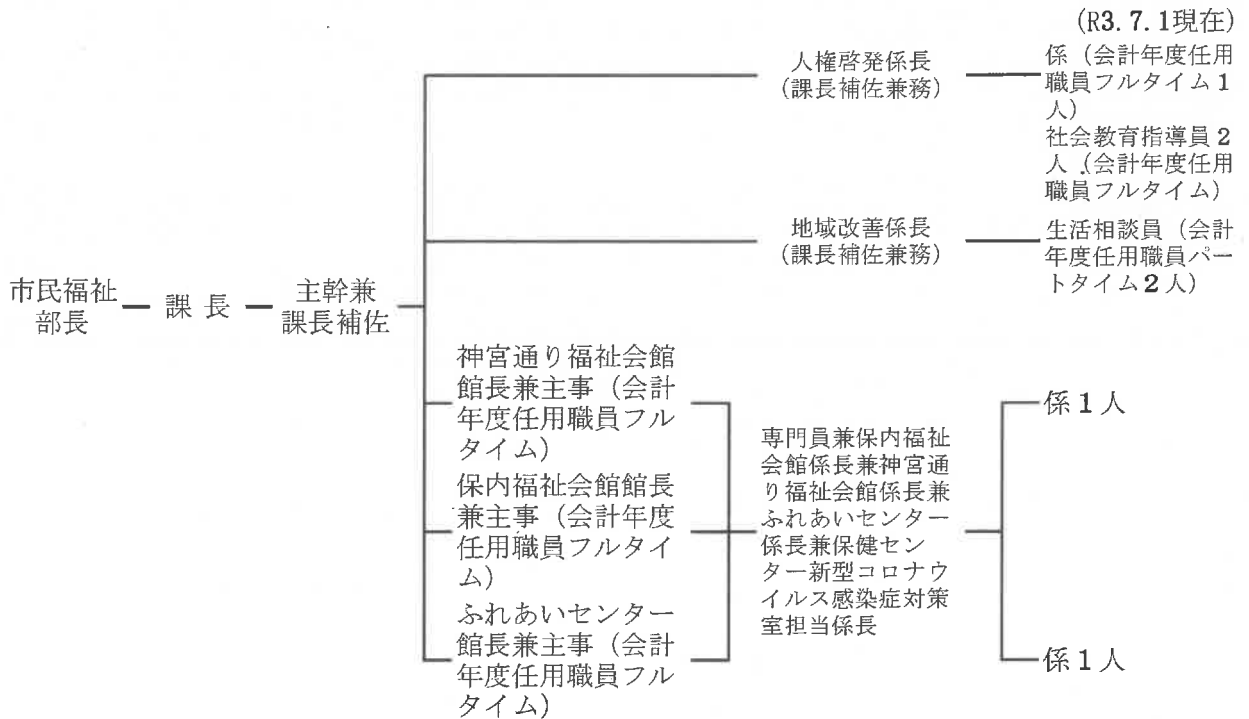 (R3.7.1現在)
人権啓発係長
(課長補佐兼務)
係（会計年度任用
職員フルタイム1
人）
社会教育指導員2
人（会計年度任用
職員フルタイム）
地域改善係長
(課長補佐兼務)
生活相談員（会計
年度任用職員パー
トタイム2人）
市民福祉
部長
課長
主幹兼
課長補佐
神宮通り福祉会館
館長兼主事（会計
年度任用職員フル
タイム）
保内福祉会館館長
兼主事（会計年度
任用職員フルタイ
ム）
ふれあいセンター
館長兼主事（会計
年度任用職員フル
タイム）
専門員兼保内福祉
会館係長兼神宮通
り福祉会館係長兼
ふれあいセンター
係長兼保健セン
ター新型コロナウ
イルス感染症対策
室担当係長
係1人
係1人